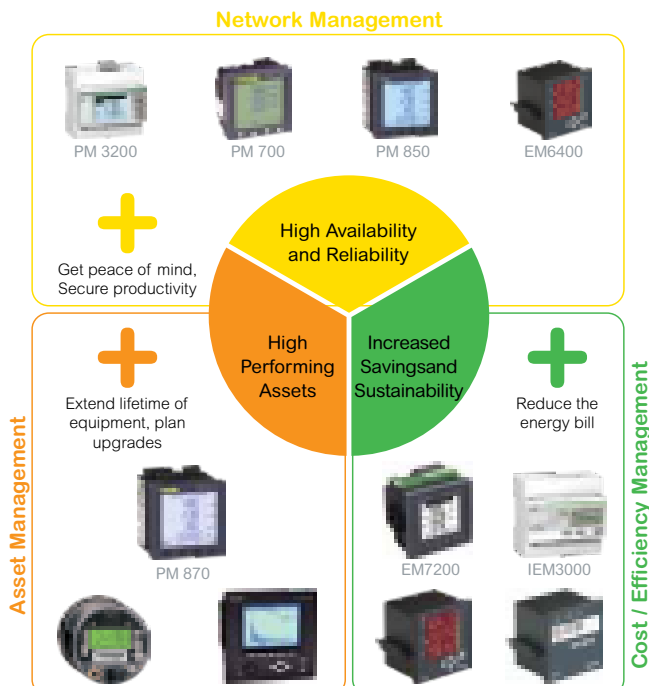 Network Management
PM 3200
PM 700
PM 850
EM6400
Get peace of mind,
Secure productivity
High Availability
and Reliability
High
Performing
Assets
Increased
Savingsand
Sustainability
Asset Management
Extend lifetime of
equipment, plan
upgrades
PM 870
Cost / Efficiency Management
Reduce the
energy bill
EM7200
IEM3000